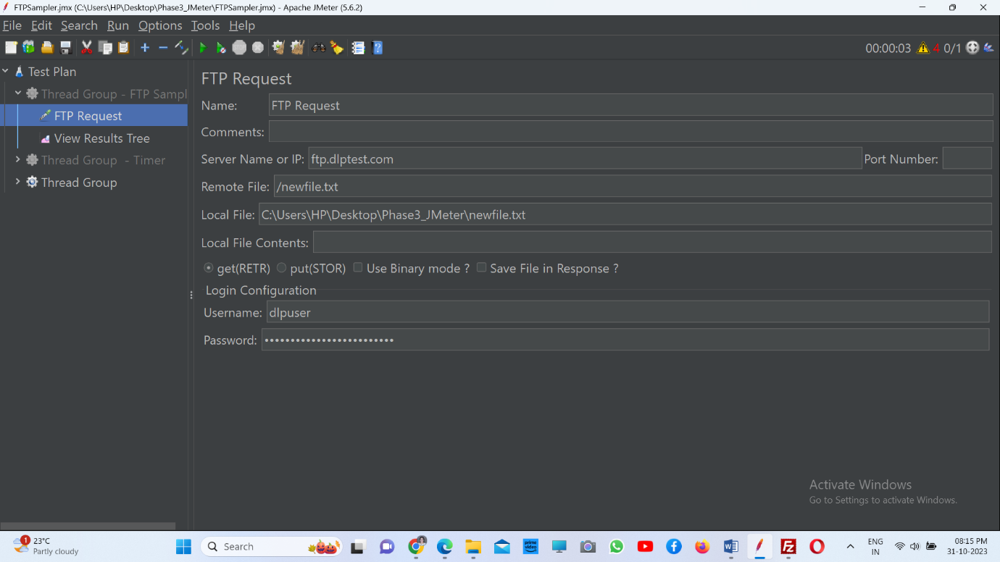 FTPSampler.jmx (C:\Users\HP\Desktop\Phase3_JMeter\FTPSampler.jmx) - Apache JMeter (5.6.2)
File Edit Search Run Options Tools Help
00:00:03 4 0/1
Test Plan
Thread Group - FTP Sampl
FTP Request
View Results Tree
Thread Group - Timer
Thread Group
FTP Request
Name: FTP Request
Comments:
Server Name or IP: ftp.dlptest.com Port Number:
Remote File: /newfile.txt
Local File: C:\Users\HP\Desktop\Phase3_JMeter\newfile.txt
Local File Contents:
get(RETR) put(STOR) Use Binary mode ? Save File in Response ?
Login Configuration
Username: dlpuser
Password: •••••••••••••••••••••••••
Activate Windows
Go to Settings to activate Windows.
1
23°C
Partly cloudy
Search
prime video
ENG
IN
08:15 PM
31-10-2023